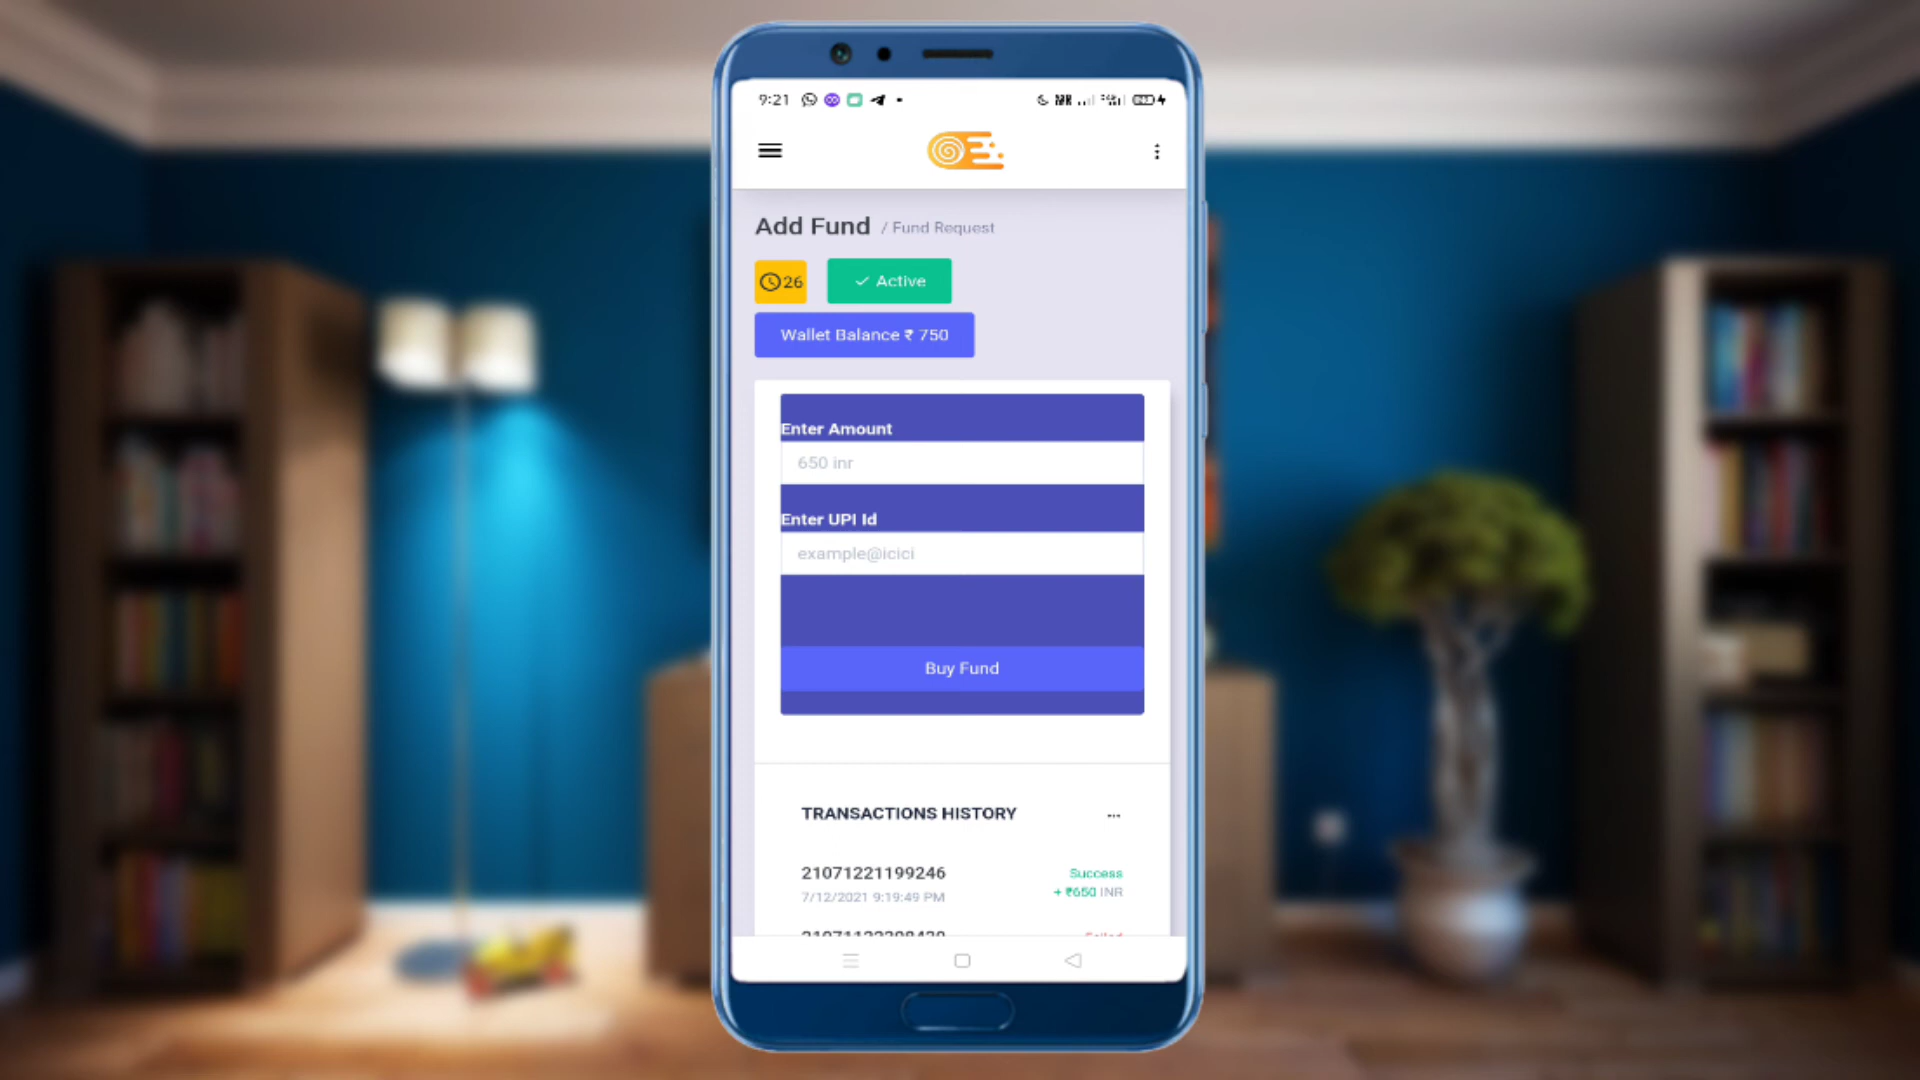 9:21
Add Fund / Fund Request
26
Active
Wallet Balance ₹ 750
Enter Amount
650 inr
Enter UPI Id
example@icici
Buy Fund
TRANSACTIONS HISTORY
21071221199246
Success
7/12/2021 9:19:49 PM
+ ₹650 INR